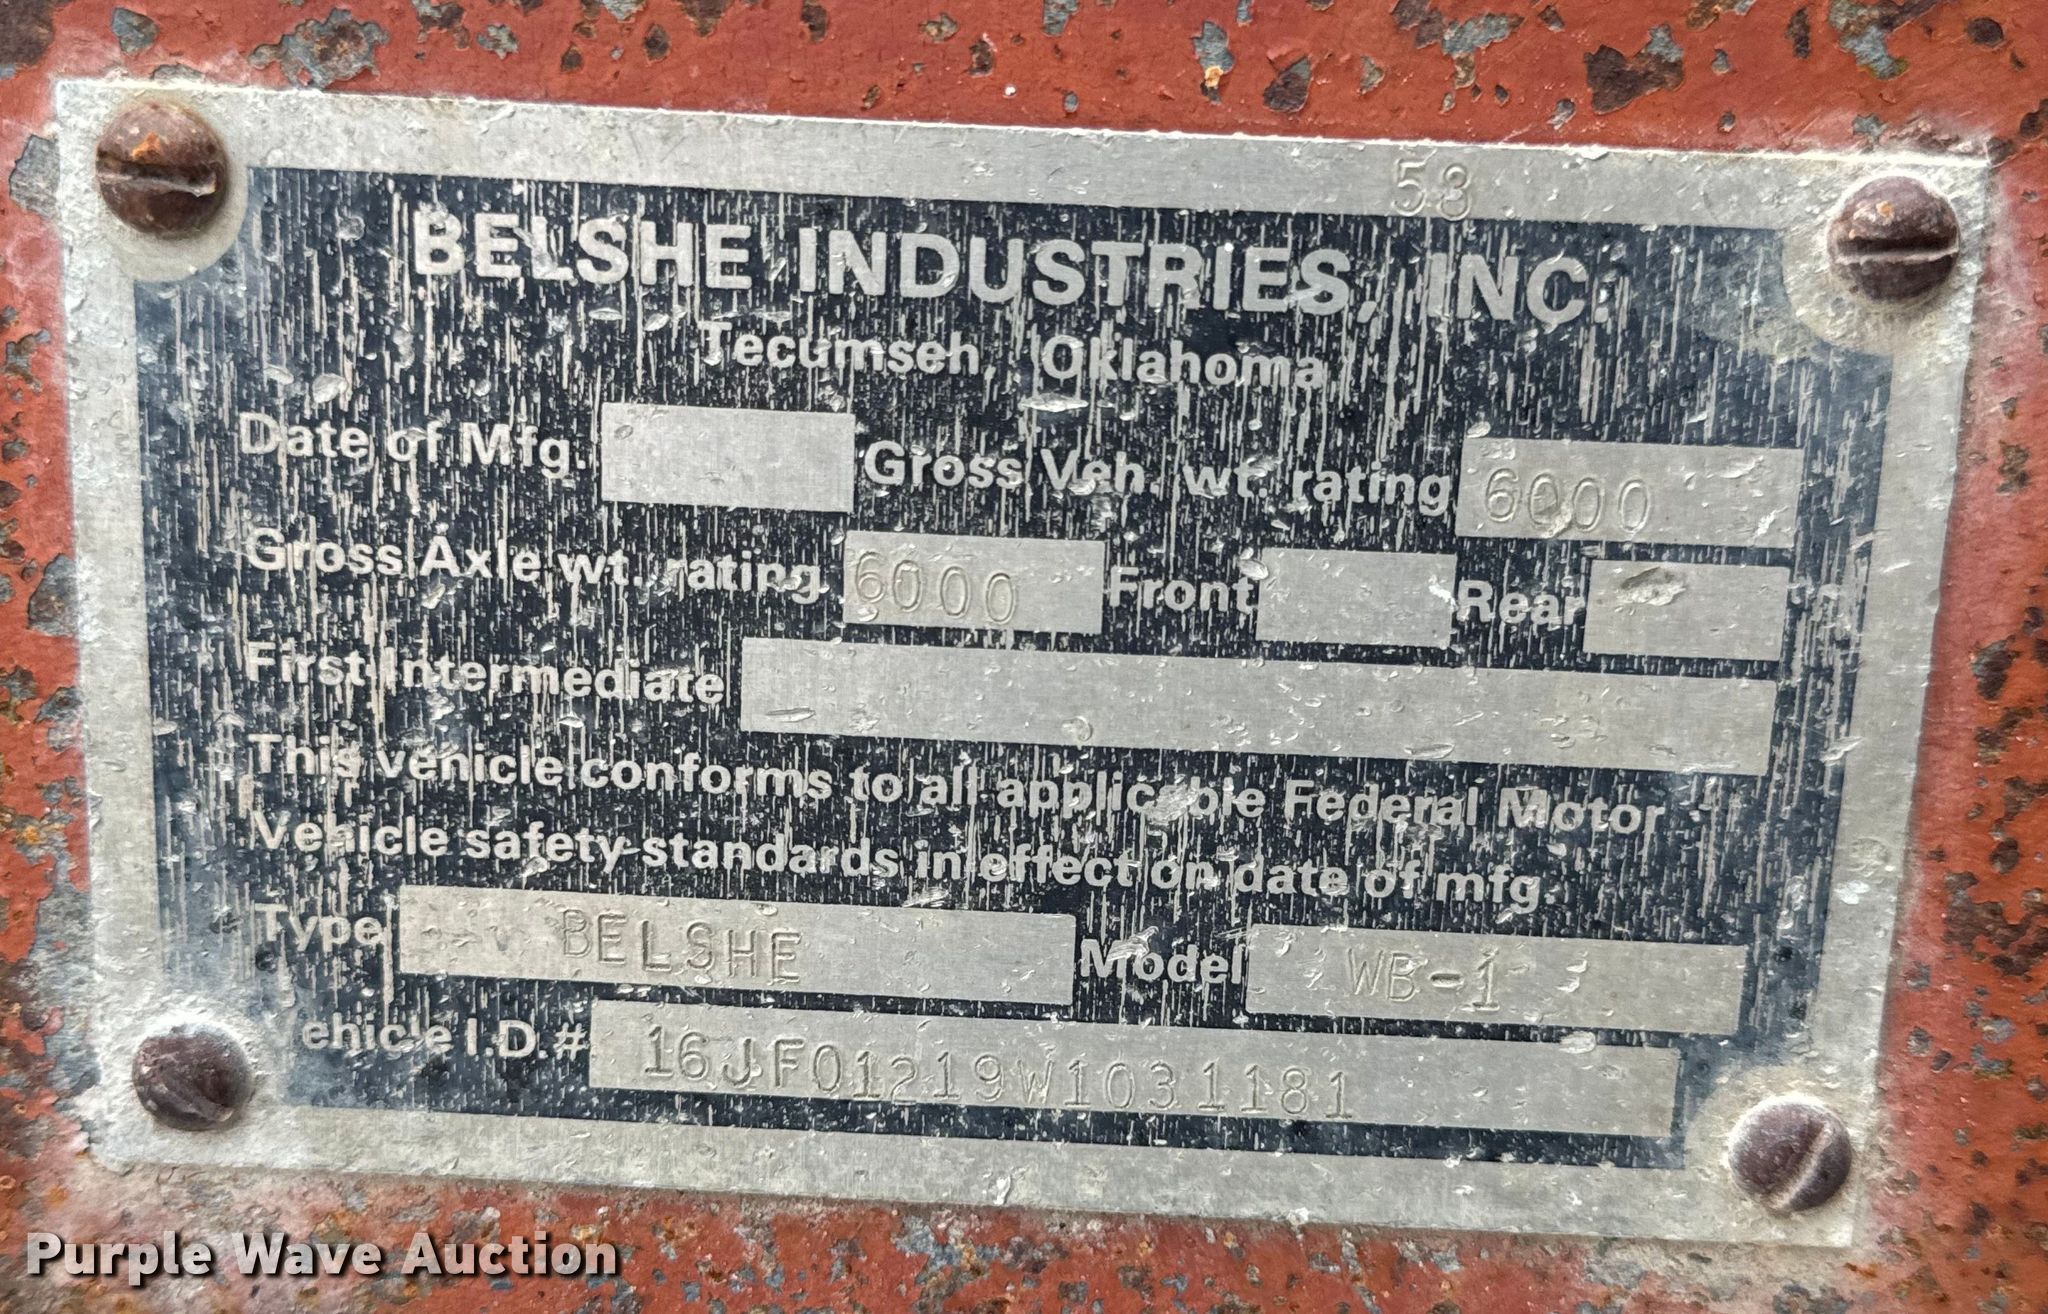 53
BELSHE INDUSTRIES, INC.
Tecumseh, Oklahoma
Date of Mfg. Gross Veh. wt. rating 6000
Gross Axle wt. rating 6000 Front Rear
First Intermediate
This vehicle conforms to all applicable Federal Motor
Vehicle safety standards in effect on date of mfg.
Type BELSHE Model WB-1
Vehicle I.D.# 16JF01219W1031181
Purple Wave Auction